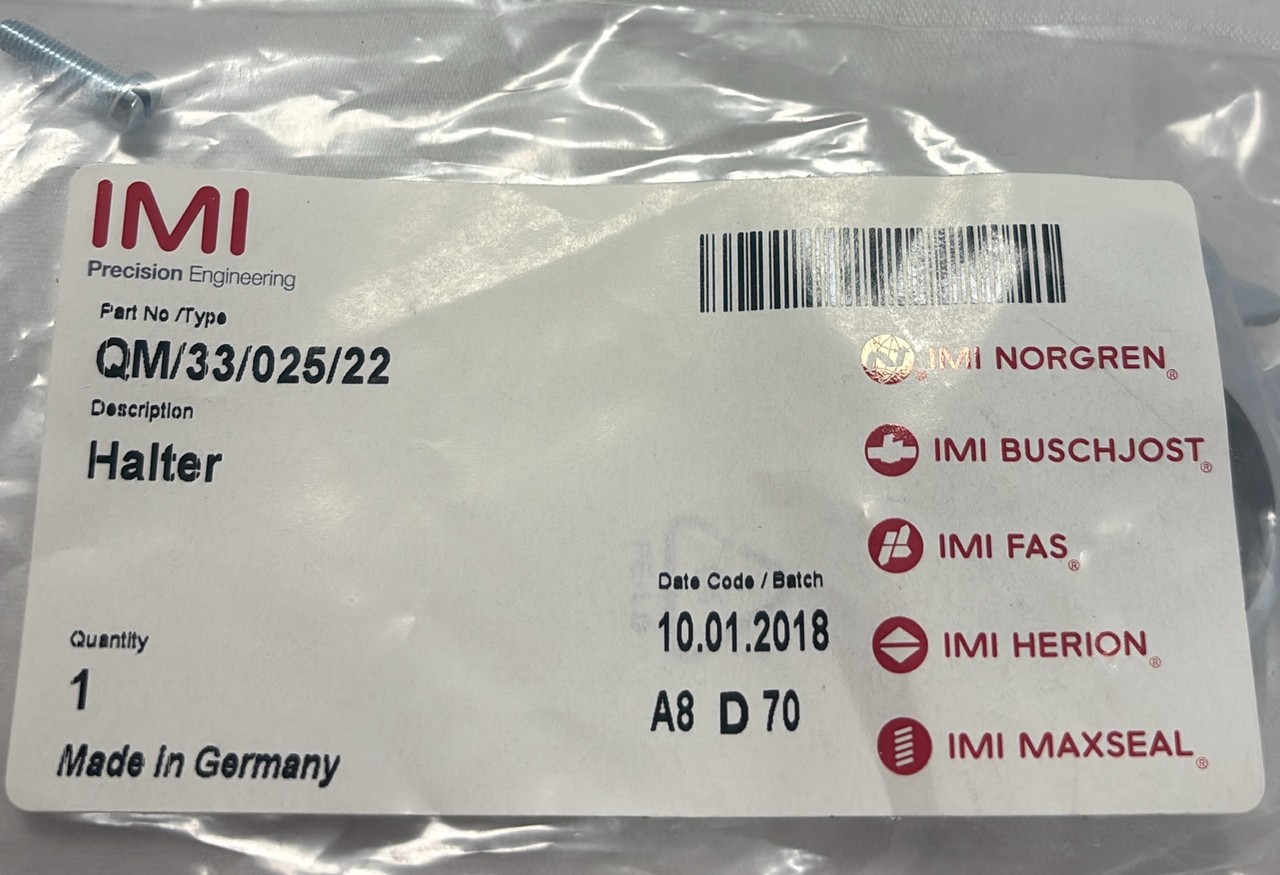 IMI
Precision Engineering
Part No /Type
QM/33/025/22
Description
Halter
Quantity
1
Made in Germany
Date Code / Batch
10.01.2018
A8 D 70
IMI NORGREN®
IMI BUSCHJOST®
IMI FAS®
IMI HERION®
IMI MAXSEAL®